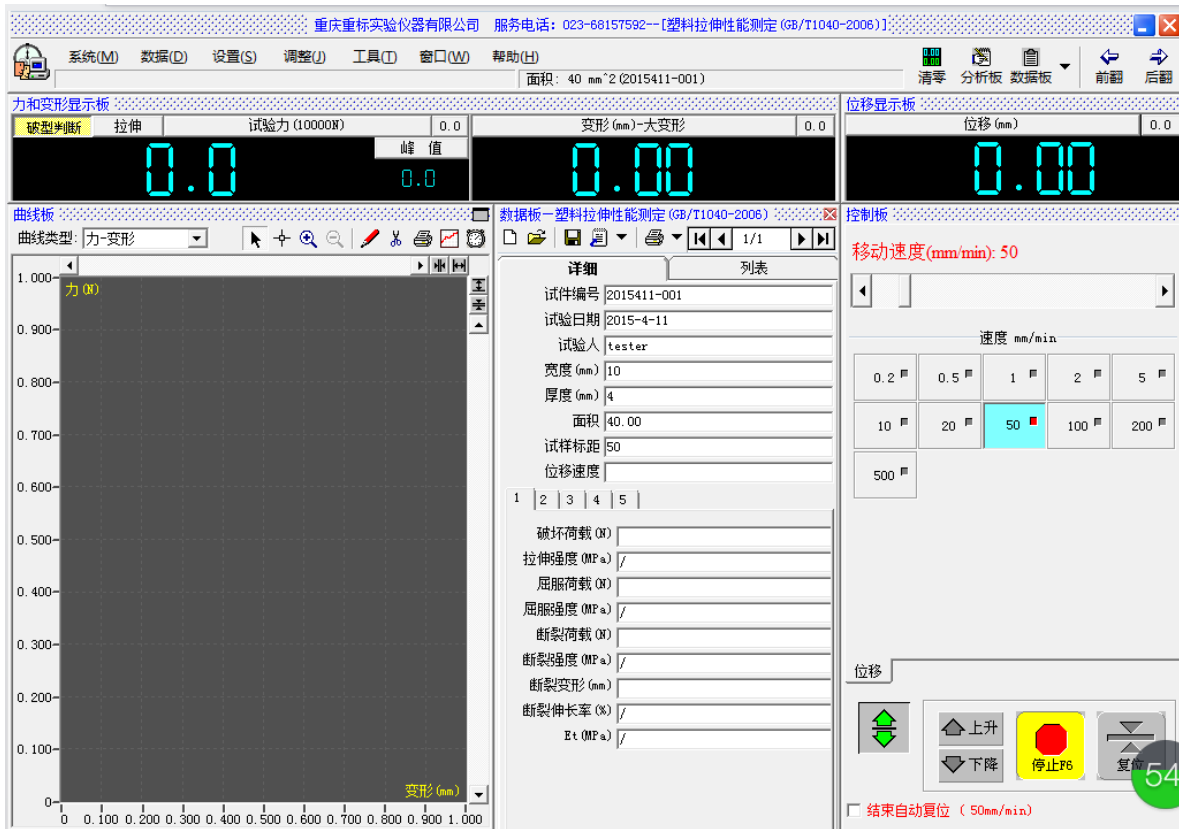 重庆重标实验仪器有限公司 服务电话：023-68157592--[塑料拉伸性能测定(GB/T1040-2006)]
系统(M) 数据(D) 设置(S) 调整(J) 工具(T) 窗口(W) 帮助(H)
面积: 40 mm^2(2015411-001)
清零 分析板 数据板 前翻 后翻
力和变形显示板
破型判断 拉伸 试验力(10000N) 0.0
峰 值
0.0 0.0
变形(mm)-大变形 0.0
0.00
位移显示板
位移(mm) 0.0
0.00
曲线板
曲线类型: 力-变形
1.000
力(N)
0.900
0.800
0.700
0.600
0.500
0.400
0.300
0.200
0.100
变形(mm)
0
0 0.100 0.200 0.300 0.400 0.500 0.600 0.700 0.800 0.900 1.000
数据板—塑料拉伸性能测定(GB/T1040-2006)
1/1
详细 列表
试件编号 2015411-001
试验日期 2015-4-11
试验人 tester
宽度(mm) 10
厚度(mm) 4
面积 40.00
试样标距 50
位移速度
1 2 3 4 5
破坏荷载(N)
拉伸强度(MPa) /
屈服荷载(N)
屈服强度(MPa) /
断裂荷载(N)
断裂强度(MPa) /
断裂变形(mm)
断裂伸长率(%) /
Et(MPa) /
控制板
移动速度(mm/min): 50
速度 mm/min
0.2 0.5 1 2 5
10 20 50 100 200
500
位移
上升
下降
停止F6
复位
54
结束自动复位 ( 50mm/min)